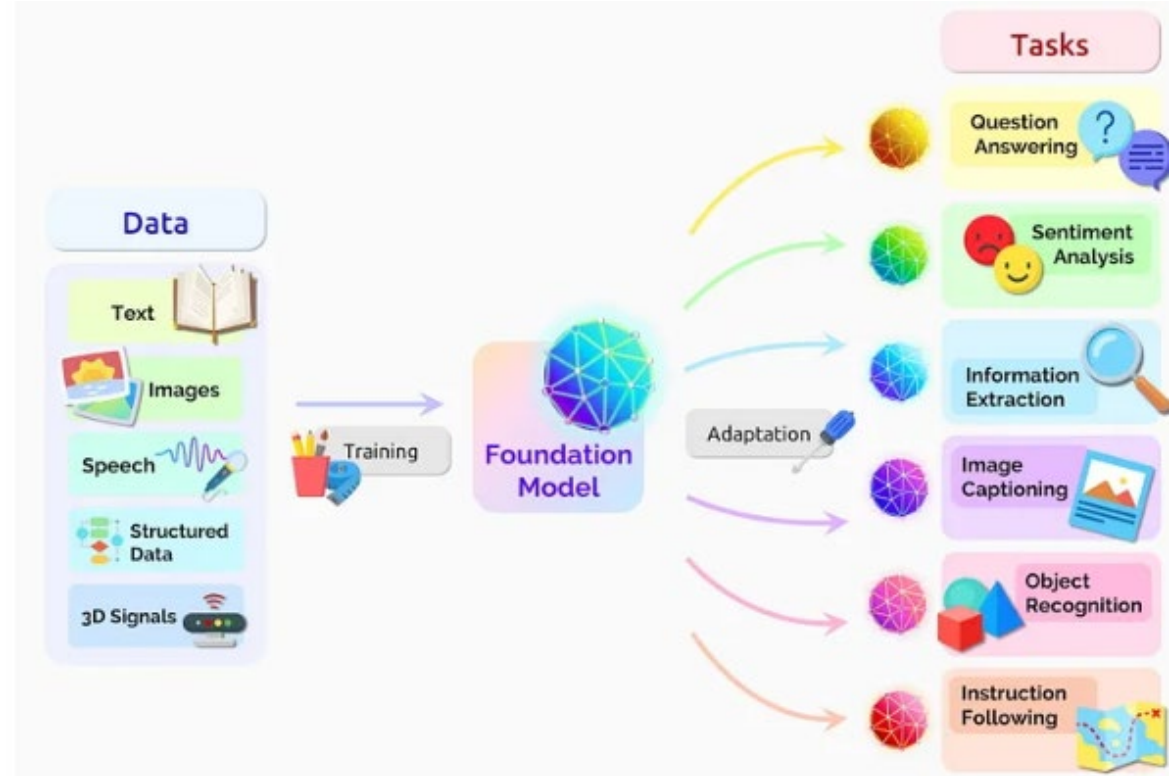 Data
Text
Images
Speech
Structured
Data
3D Signals
Training
Foundation
Model
Adaptation
Tasks
Question
Answering
Sentiment
Analysis
Information
Extraction
Image
Captioning
Object
Recognition
Instruction
Following